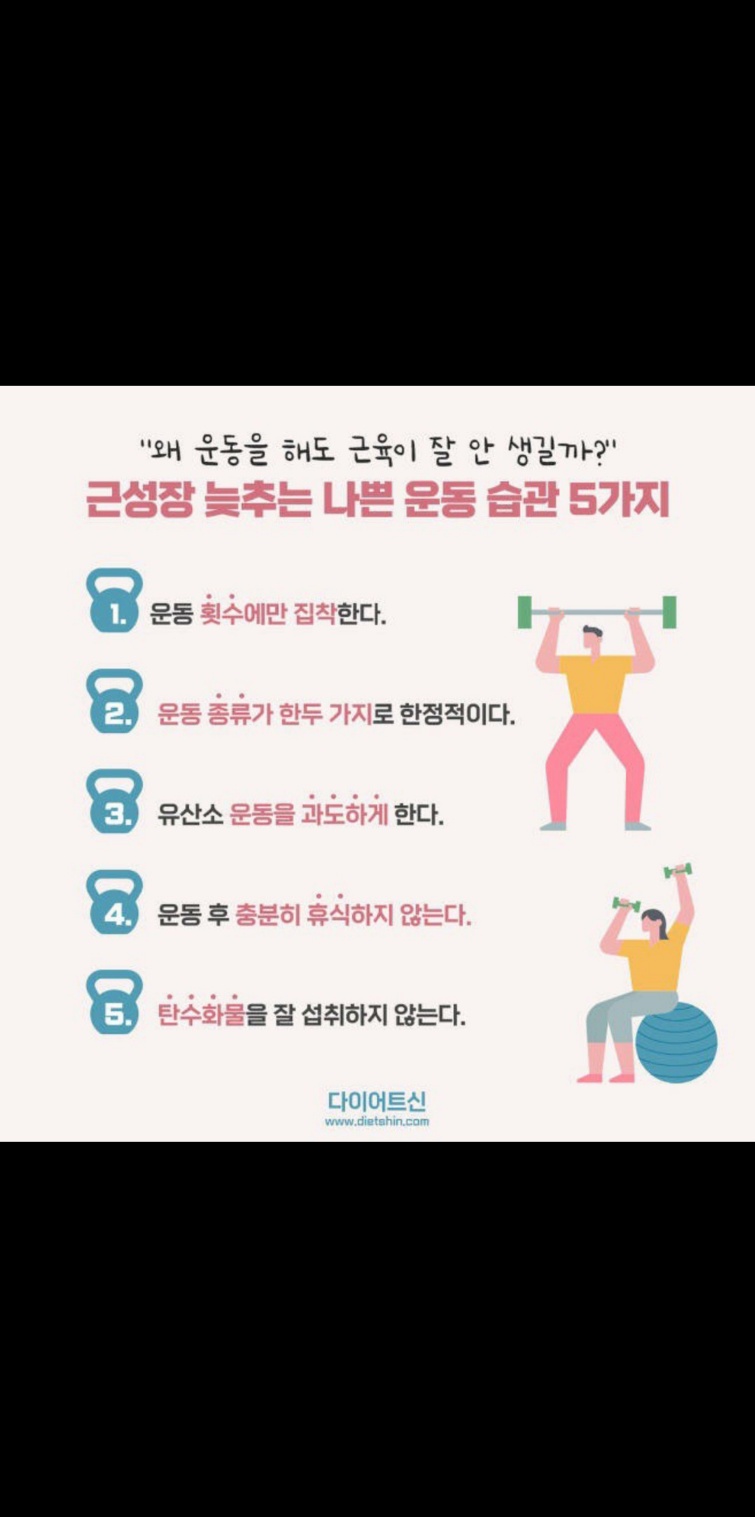 "왜 운동을 해도 근육이 잘 안 생길까?"
근성장 늦추는 나쁜 운동 습관 5가지
1. 운동 횟수에만 집착한다.
2. 운동 종류가 한두 가지로 한정적이다.
3. 유산소 운동을 과도하게 한다.
4. 운동 후 충분히 휴식하지 않는다.
5. 탄수화물을 잘 섭취하지 않는다.
다이어트신
www.dietshin.com